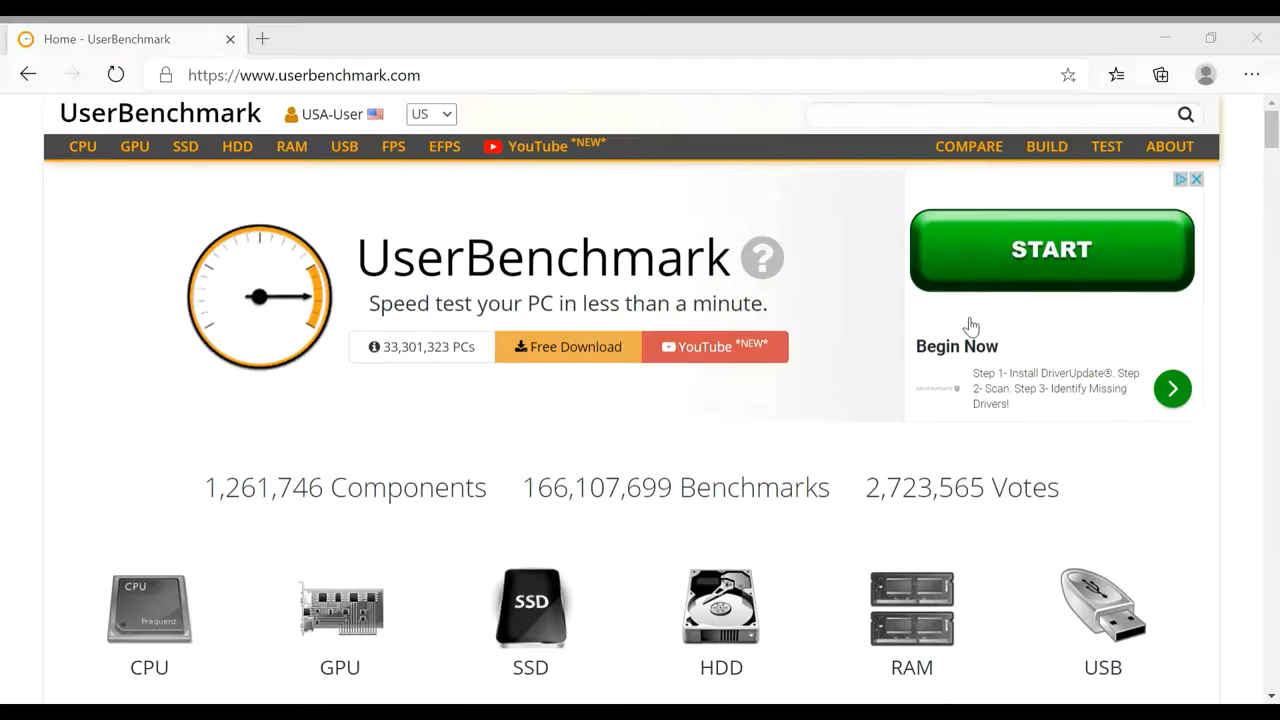 Home - UserBenchmark
https://www.userbenchmark.com
UserBenchmark USA-User US
CPU GPU SSD HDD RAM USB FPS EFPS YouTube *NEW* COMPARE BUILD TEST ABOUT
UserBenchmark ?
Speed test your PC in less than a minute.
33,301,323 PCs Free Download YouTube *NEW*
START
Begin Now
Step 1- Install DriverUpdate®. Step
2- Scan. Step 3- Identify Missing
Drivers!
1,261,746 Components 166,107,699 Benchmarks 2,723,565 Votes
CPU
Frequenz
SSD
CPU GPU SSD HDD RAM USB